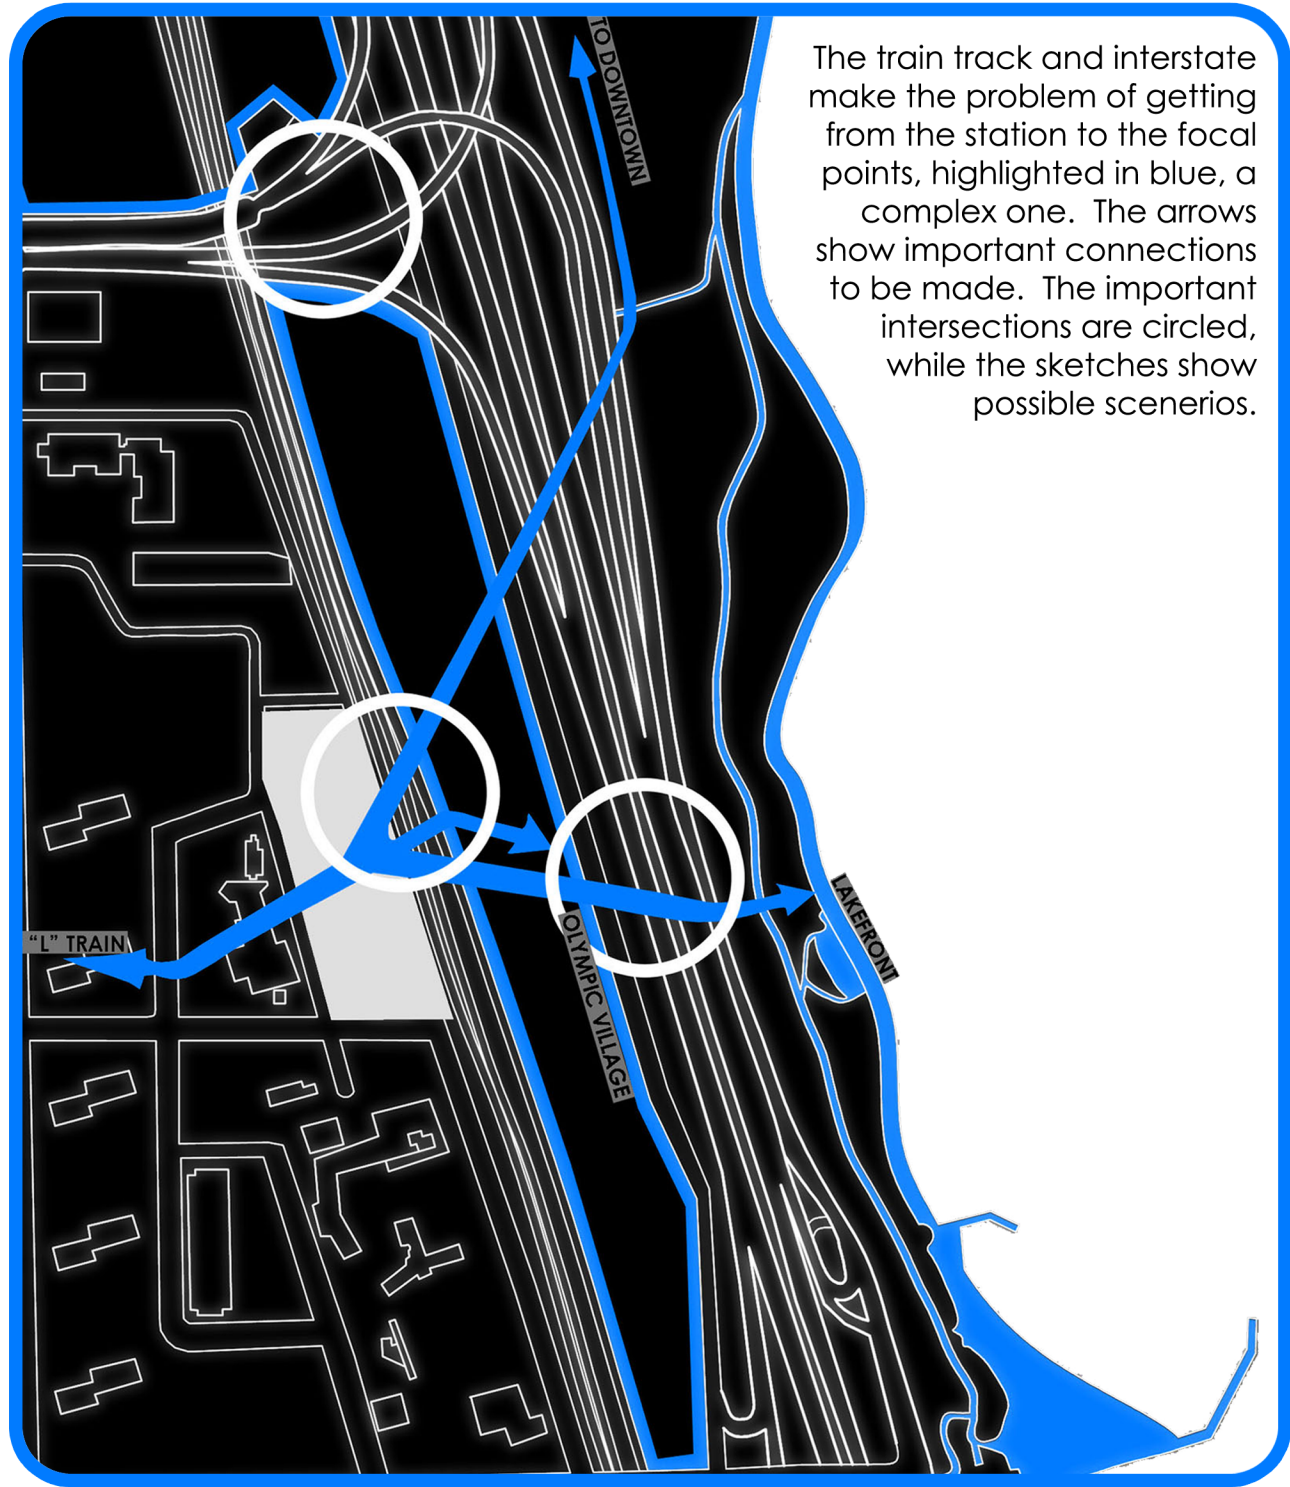 The train track and interstate
make the problem of getting
from the station to the focal
points, highlighted in blue, a
complex one.  The arrows
show important connections
to be made.  The important
intersections are circled,
while the sketches show
possible scenerios.
TO DOWNTOWN
LAKEFRONT
"L" TRAIN
OLYMPIC VILLAGE